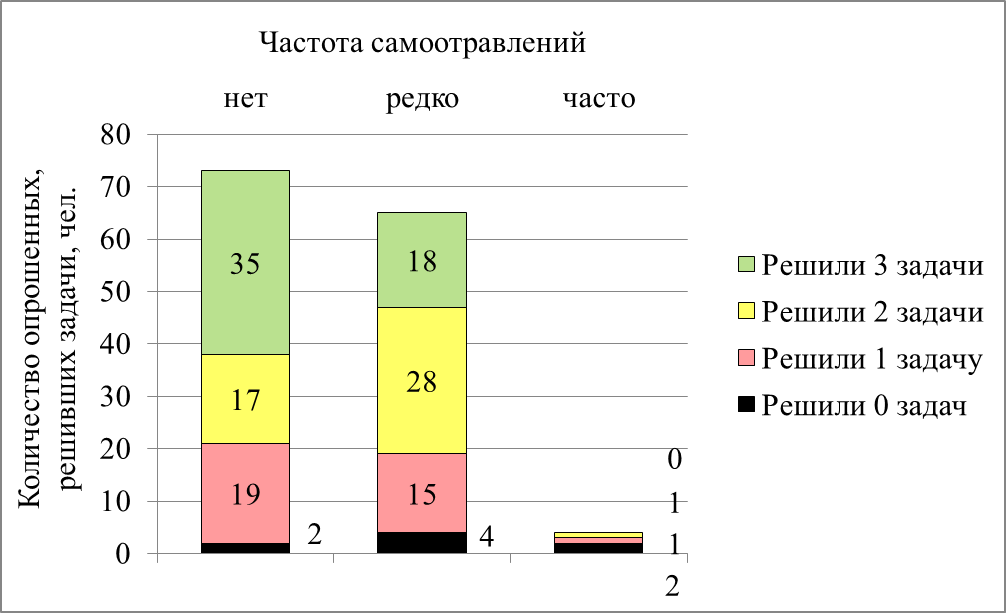 Частота самоотравлений
нет редко часто
Количество опрошенных,
решивших задачи, чел.
80
70
60
50
40
30
20
10
0
35
17
19
2
18
28
15
4
0
1
1
2
Решили 3 задачи
Решили 2 задачи
Решили 1 задачу
Решили 0 задач